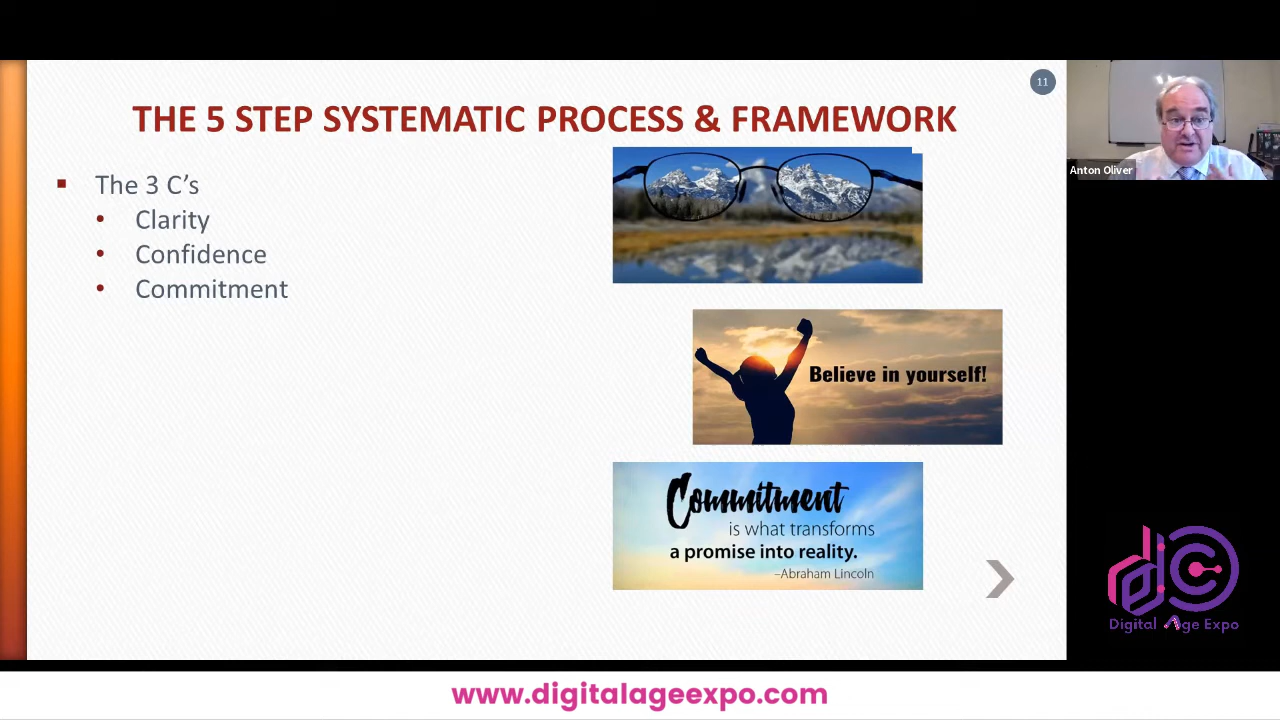 THE 5 STEP SYSTEMATIC PROCESS & FRAMEWORK
11
The 3 C’s
Clarity
Confidence
Commitment
Believe in yourself!
Commitment
is what transforms
a promise into reality.
–Abraham Lincoln
Anton Oliver
Digital Age Expo
www.digitalageexpo.com